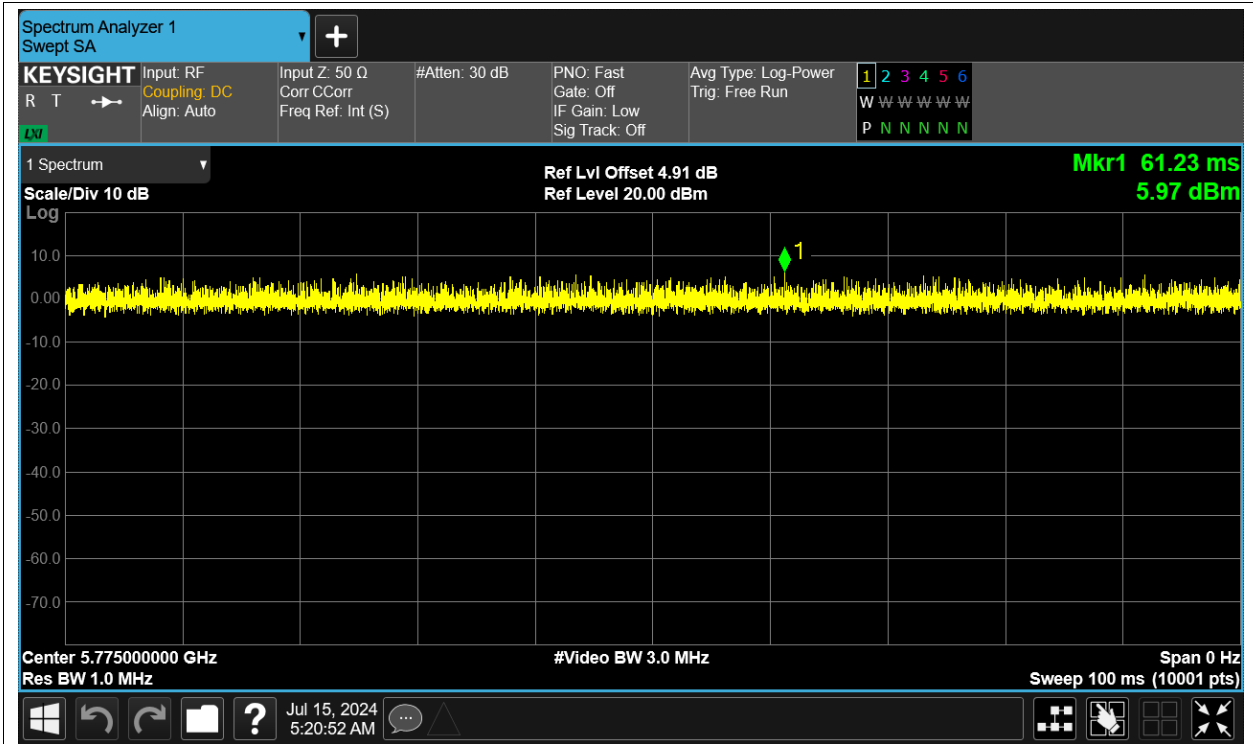 Spectrum Analyzer 1
Swept SA
KEYSIGHT
R T
LXI
Input: RF
Coupling: DC
Align: Auto
Input Z: 50 Ω
Corr CCorr
Freq Ref: Int (S)
#Atten: 30 dB
PNO: Fast
Gate: Off
IF Gain: Low
Sig Track: Off
Avg Type: Log-Power
Trig: Free Run
1 2 3 4 5 6
W W W W W W
P N N N N N
1 Spectrum
Scale/Div 10 dB
Ref Lvl Offset 4.91 dB
Ref Level 20.00 dBm
Mkr1 61.23 ms
5.97 dBm
Log
10.0
0.00
-10.0
-20.0
-30.0
-40.0
-50.0
-60.0
-70.0
1
Center 5.775000000 GHz
Res BW 1.0 MHz
#Video BW 3.0 MHz
Span 0 Hz
Sweep 100 ms (10001 pts)
?
Jul 15, 2024
5:20:52 AM